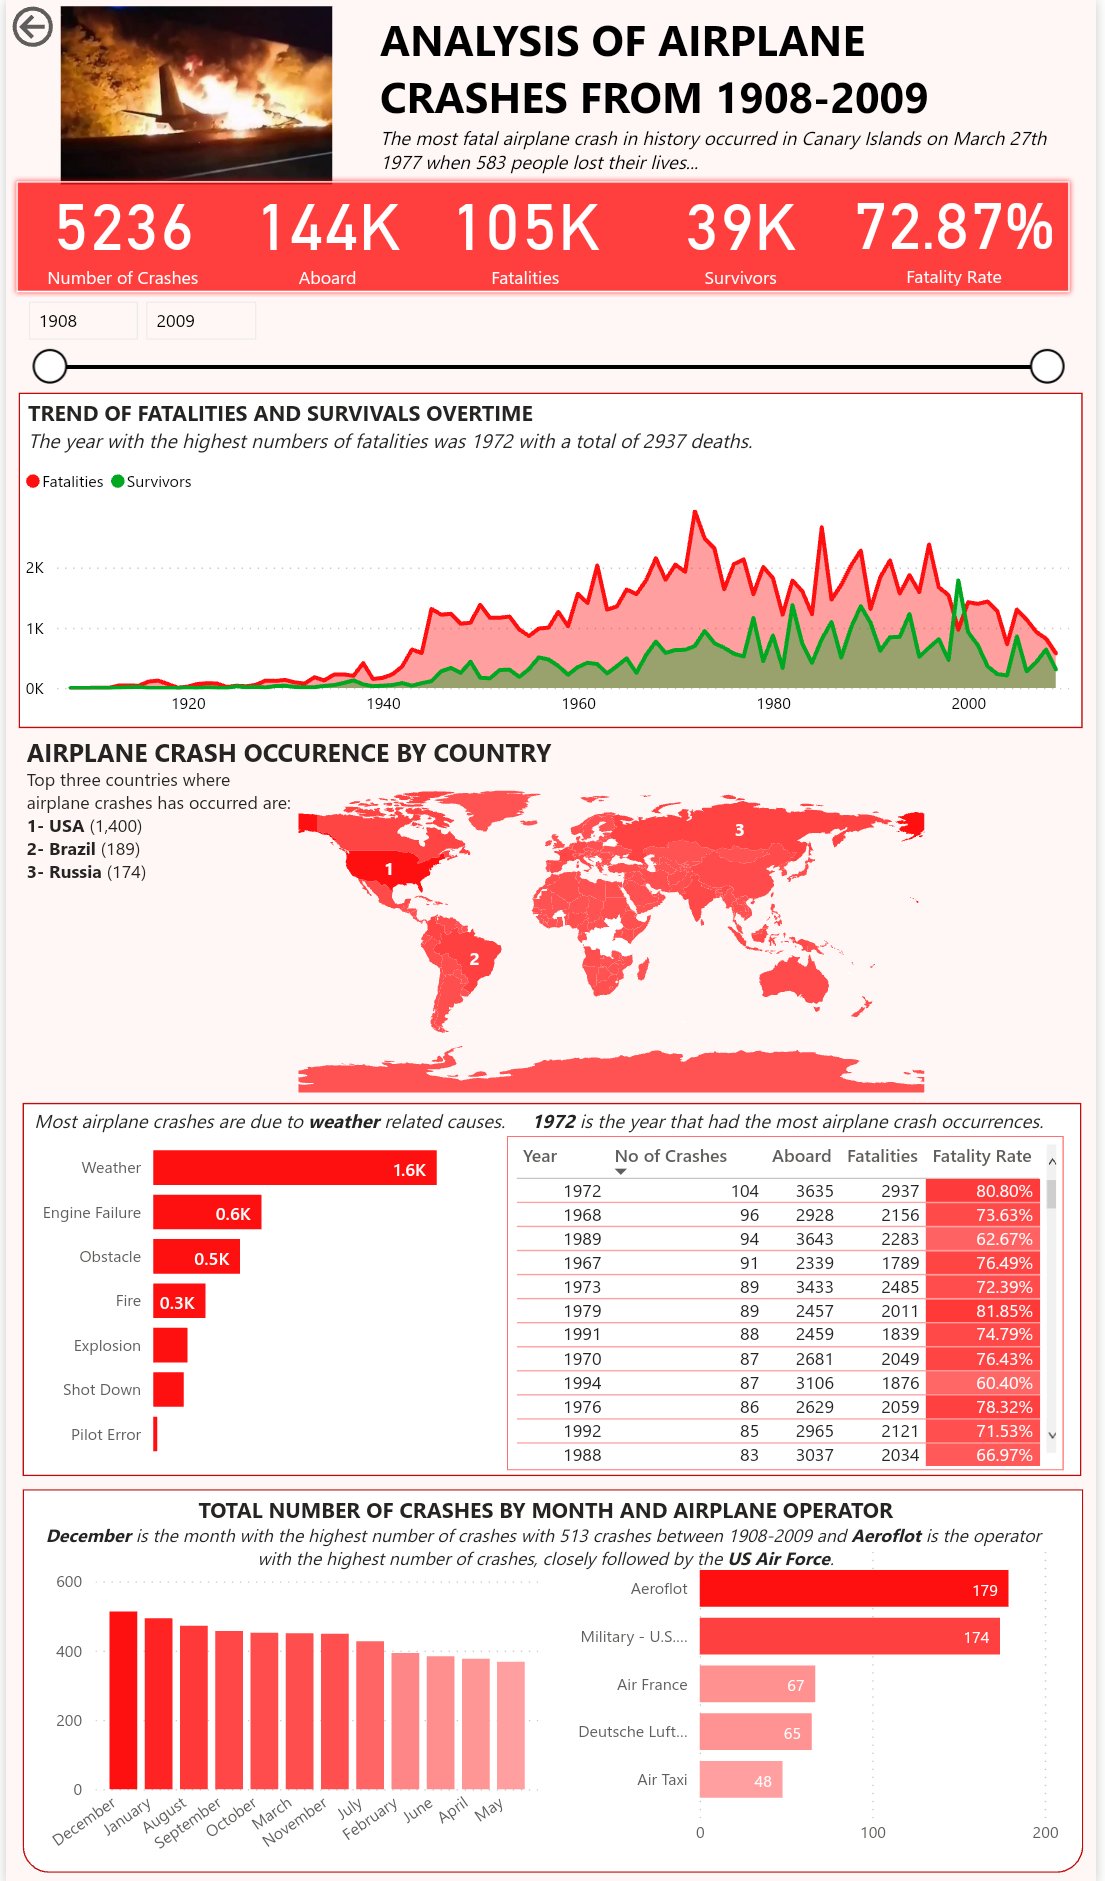 ANALYSIS OF AIRPLANE
CRASHES FROM 1908-2009
The most fatal airplane crash in history occurred in Canary Islands on March 27th
1977 when 583 people lost their lives...
5236 144K 105K 39K 72.87%
Number of Crashes Aboard Fatalities Survivors Fatality Rate
1908 2009
TREND OF FATALITIES AND SURVIVALS OVERTIME
The year with the highest numbers of fatalities was 1972 with a total of 2937 deaths.
Fatalities Survivors
2K
1K
0K
1920 1940 1960 1980 2000
AIRPLANE CRASH OCCURENCE BY COUNTRY
Top three countries where
airplane crashes has occurred are:
1- USA (1,400)
2- Brazil (189)
3- Russia (174)
3
1
2
Most airplane crashes are due to weather related causes.
Weather 1.6K
Engine Failure 0.6K
Obstacle 0.5K
Fire 0.3K
Explosion
Shot Down
Pilot Error
1972 is the year that had the most airplane crash occurrences.
Year No of Crashes Aboard Fatalities Fatality Rate
1972 104 3635 2937 80.80%
1968 96 2928 2156 73.63%
1989 94 3643 2283 62.67%
1967 91 2339 1789 76.49%
1973 89 3433 2485 72.39%
1979 89 2457 2011 81.85%
1991 88 2459 1839 74.79%
1970 87 2681 2049 76.43%
1994 87 3106 1876 60.40%
1976 86 2629 2059 78.32%
1992 85 2965 2121 71.53%
1988 83 3037 2034 66.97%
TOTAL NUMBER OF CRASHES BY MONTH AND AIRPLANE OPERATOR
December is the month with the highest number of crashes with 513 crashes between 1908-2009 and Aeroflot is the operator
with the highest number of crashes, closely followed by the US Air Force.
600
400
200
0
December January August September October March November July February June April May
Aeroflot 179
Military - U.S.... 174
Air France 67
Deutsche Luft... 65
Air Taxi 48
0 100 200